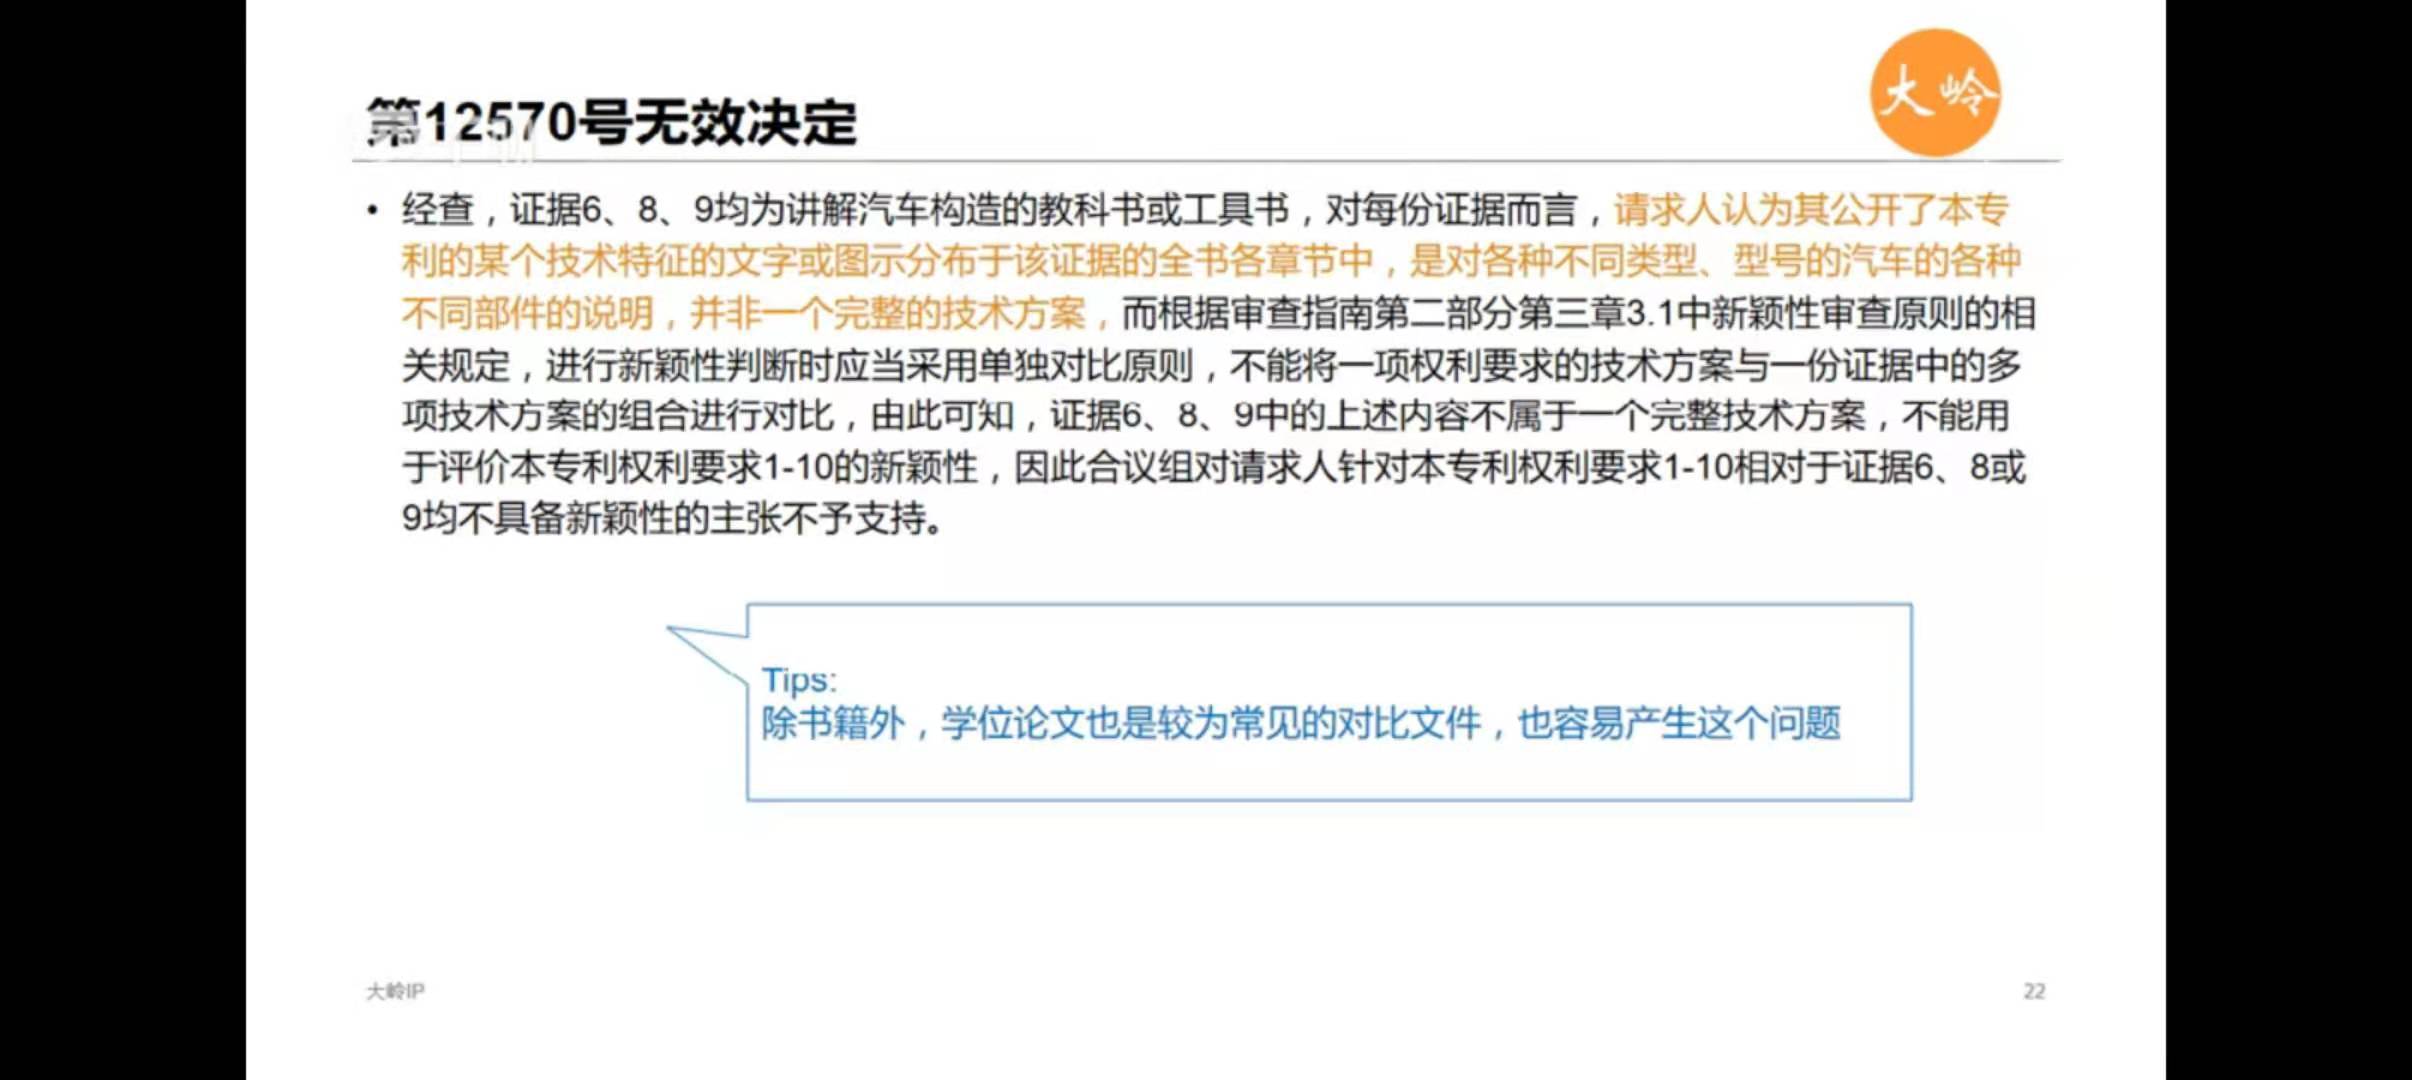 大岭
第12570号无效决定
• 经查，证据6、8、9均为讲解汽车构造的教科书或工具书，对每份证据而言，请求人认为其公开了本专
利的某个技术特征的文字或图示分布于该证据的全书各章节中，是对各种不同类型、型号的汽车的各种
不同部件的说明，并非一个完整的技术方案，而根据审查指南第二部分第三章3.1中新颖性审查原则的相
关规定，进行新颖性判断时应当采用单独对比原则，不能将一项权利要求的技术方案与一份证据中的多
项技术方案的组合进行对比，由此可知，证据6、8、9中的上述内容不属于一个完整技术方案，不能用
于评价本专利权利要求1-10的新颖性，因此合议组对请求人针对本专利权利要求1-10相对于证据6、8或
9均不具备新颖性的主张不予支持。
Tips:
除书籍外，学位论文也是较为常见的对比文件，也容易产生这个问题
大岭IP
22